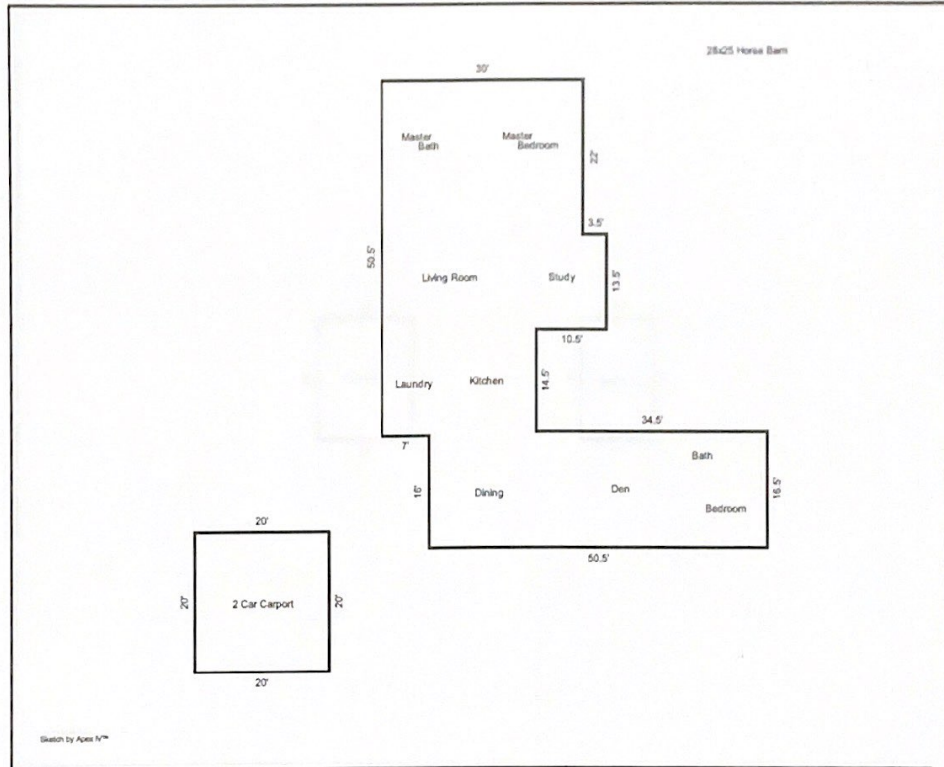 28x25 Horse Barn
30'
Master
Bath
Master
Bedroom
22'
3.5'
50.5'
Living Room
Study
13.5'
10.5'
Laundry
Kitchen
14.5'
34.5'
7'
Bath
16'
Dining
Den
16.5'
Bedroom
50.5'
20'
20'
2 Car Carport
20'
20'
Sketch by Apex IV™